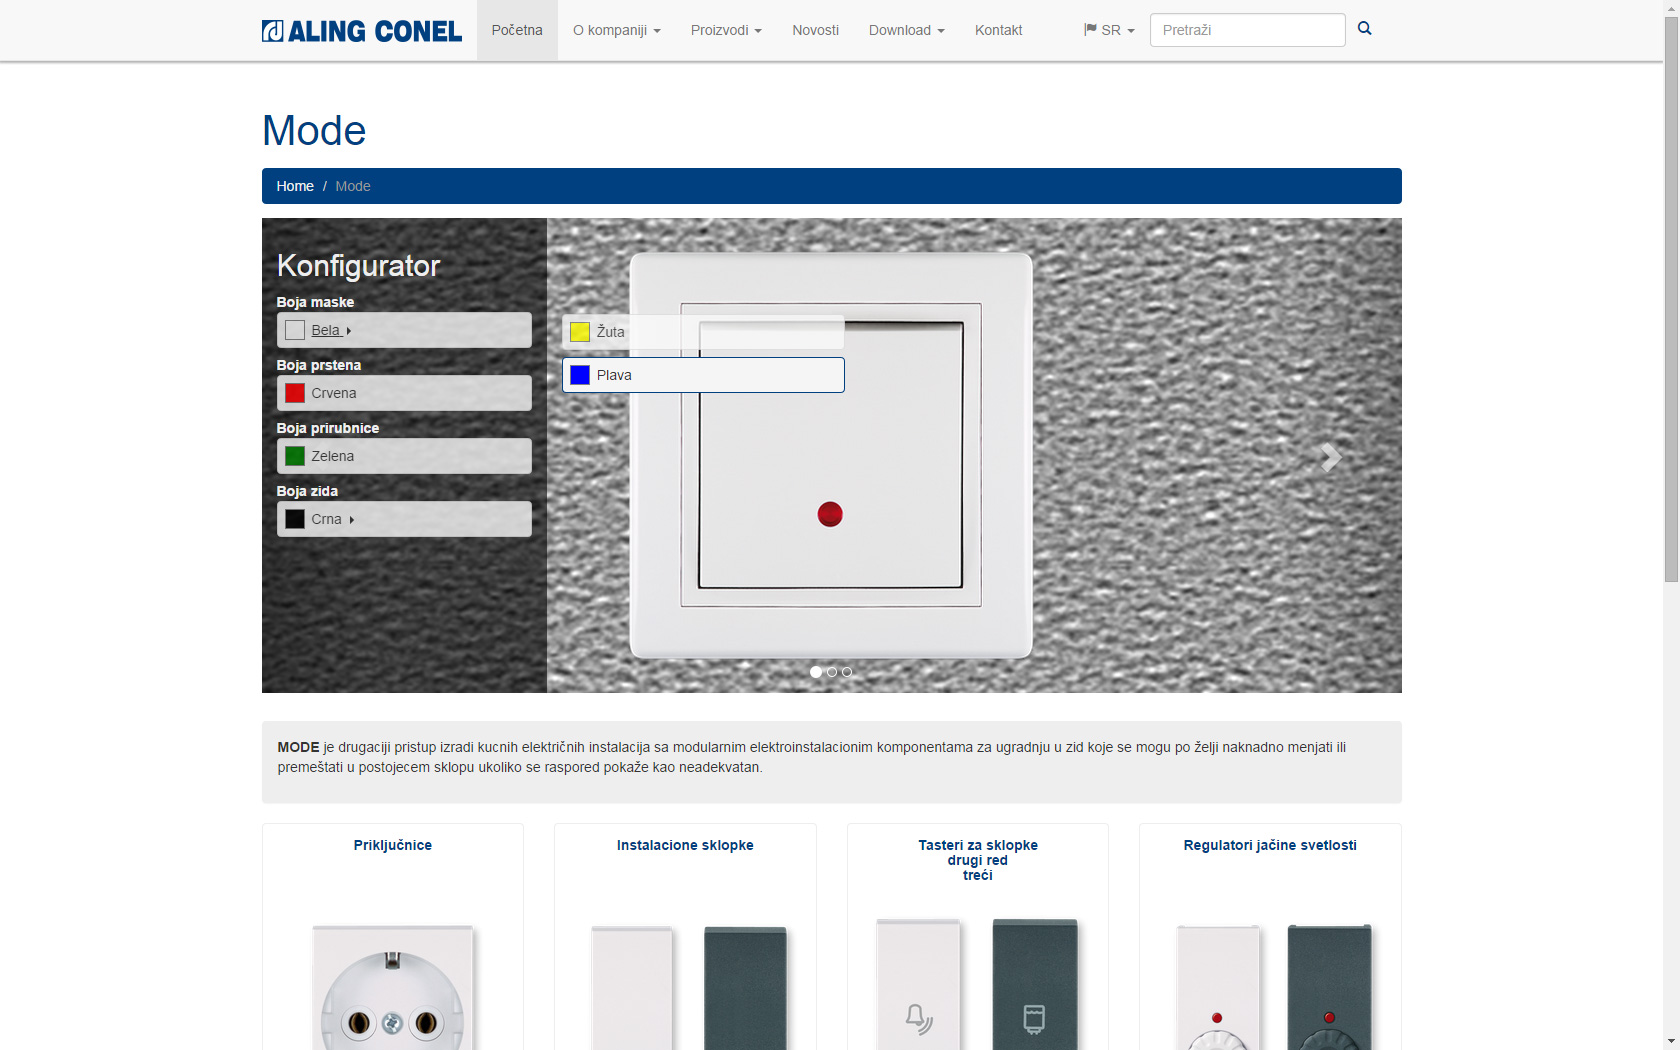 ALING CONEL
Početna
O kompaniji
Proizvodi
Novosti
Download
Kontakt
SR
Pretraži
Mode
Home / Mode
Konfigurator
Boja maske
Bela
Boja prstena
Crvena
Boja prirubnice
Zelena
Boja zida
Crna
Žuta
Plava
MODE je drugaciji pristup izradi kucnih električnih instalacija sa modularnim elektroinstalacionim komponentama za ugradnju u zid koje se mogu po želji naknadno menjati ili
premeštati u postojecem sklopu ukoliko se raspored pokaže kao neadekvatan.
Priključnice
Instalacione sklopke
Tasteri za sklopke
drugi red
treći
Regulatori jačine svetlosti